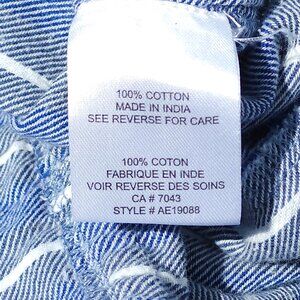 100% COTTON
MADE IN INDIA
SEE REVERSE FOR CARE
100% COTON
FABRIQUE EN INDE
VOIR REVERSE DES SOINS
CA # 7043
STYLE # AE19088